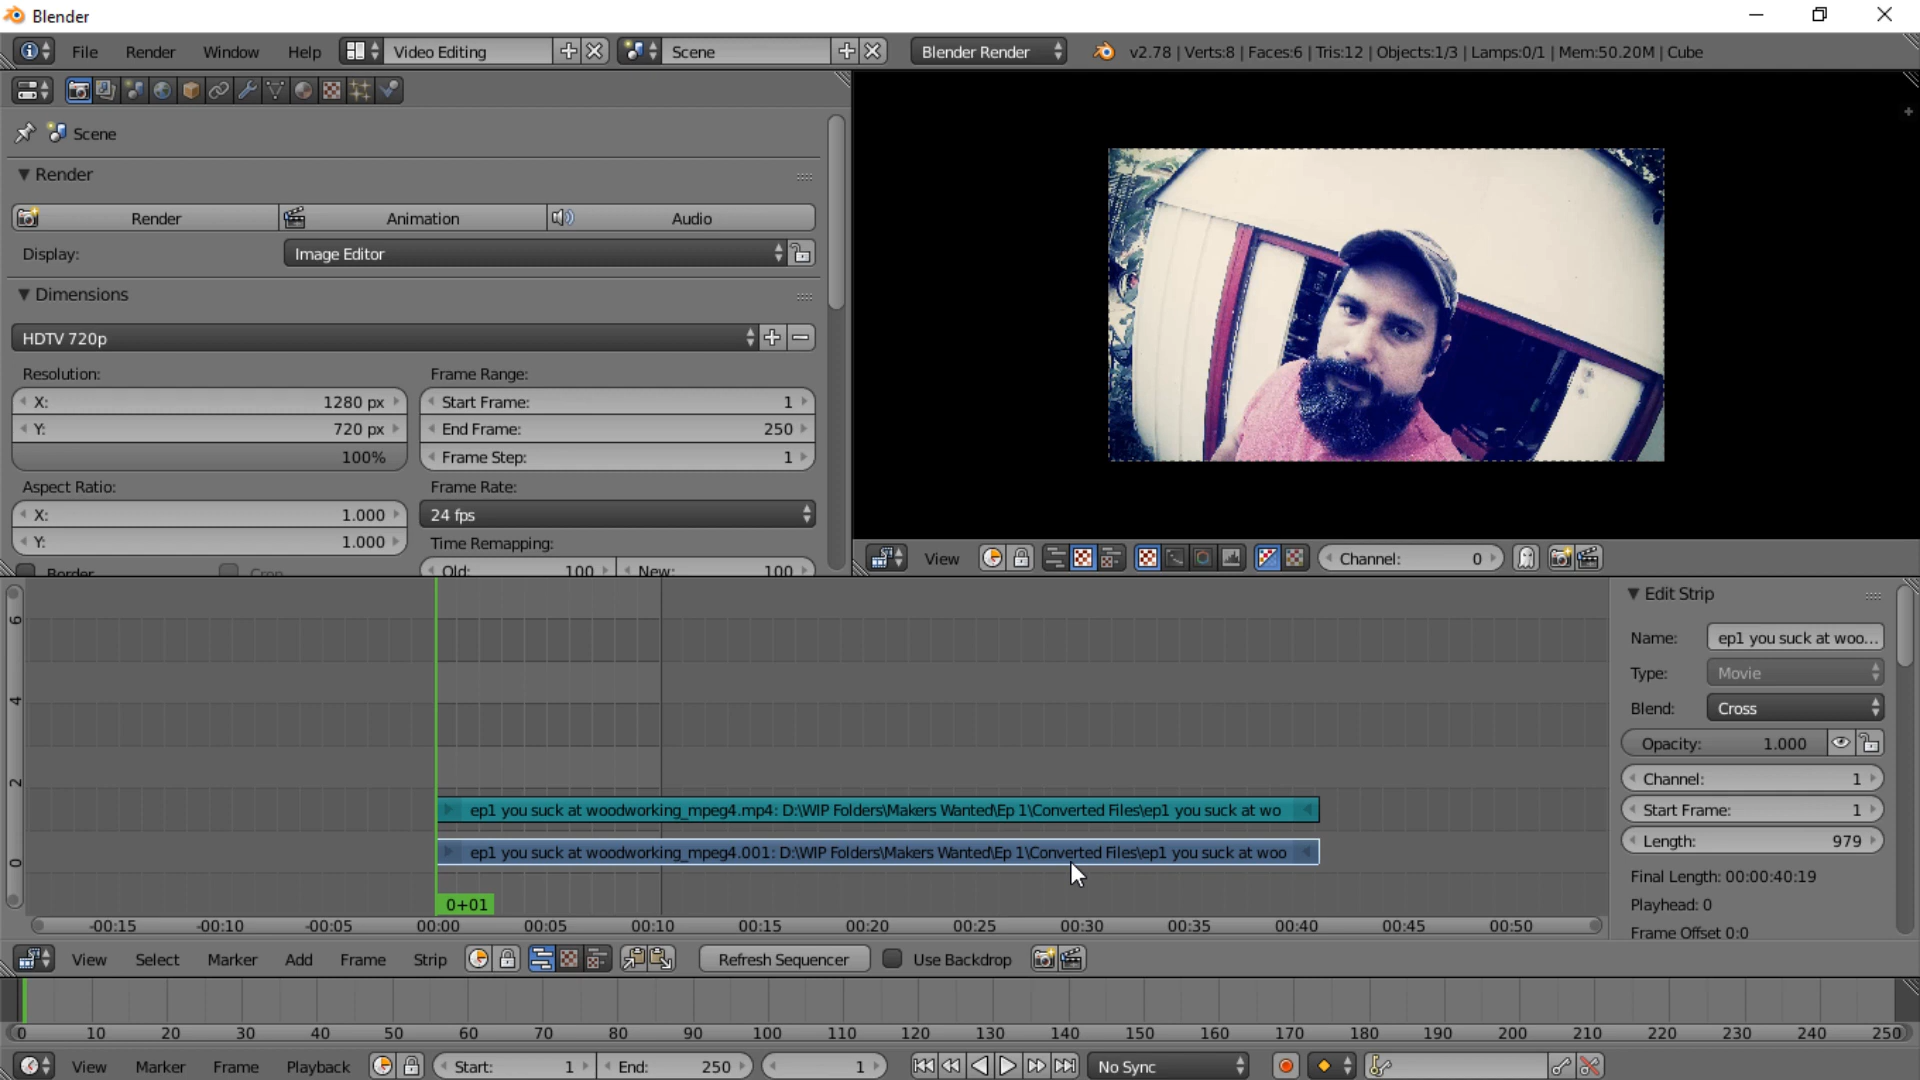 Blender
File Render Window Help Video Editing Scene Blender Render v2.78 | Verts:8 | Faces:6 | Tris:12 | Objects:1/3 | Lamps:0/1 | Mem:50.20M | Cube
Scene
Render
Render Animation Audio
Display: Image Editor
Dimensions
HDTV 720p
Resolution: Frame Range:
X: 1280 px Start Frame: 1
Y: 720 px End Frame: 250
100% Frame Step: 1
Aspect Ratio: Frame Rate:
X: 1.000 24 fps
Y: 1.000 Time Remapping:
Border Crop Old: 100 New: 100
View Channel: 0
6
4
2
0
ep1 you suck at woodworking_mpeg4.mp4: D:\WIP Folders\Makers Wanted\Ep 1\Converted Files\ep1 you suck at wo
ep1 you suck at woodworking_mpeg4.001: D:\WIP Folders\Makers Wanted\Ep 1\Converted Files\ep1 you suck at woo
0+01
-00:15 -00:10 -00:05 00:00 00:05 00:10 00:15 00:20 00:25 00:30 00:35 00:40 00:45 00:50
Edit Strip
Name: ep1 you suck at woo...
Type: Movie
Blend: Cross
Opacity: 1.000
Channel: 1
Start Frame: 1
Length: 979
Final Length: 00:00:40:19
Playhead: 0
Frame Offset 0:0
View Select Marker Add Frame Strip Refresh Sequencer Use Backdrop
0 10 20 30 40 50 60 70 80 90 100 110 120 130 140 150 160 170 180 190 200 210 220 230 240 250
View Marker Frame Playback Start: 1 End: 250 1 No Sync